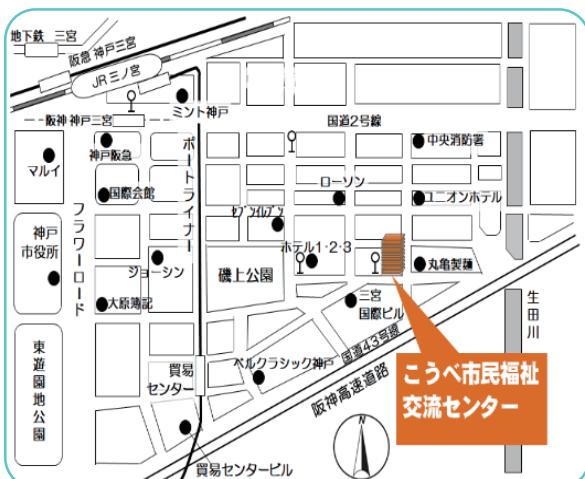 地下鉄 三宮
阪急 神戸三宮
JR三ノ宮
ミント神戸
阪神 神戸三宮
国道2号線
神戸阪急
マルイ
ポートライナー
中央消防署
国際会館
ローソン
ユニオンホテル
フラワーロード
セブンイレブン
神戸
市役所
ジョーシン
磯上公園
ホテル1・2・3
丸亀製麺
大原簿記
三宮
国際ビル
生田川
国道43号線
東遊園地公園
貿易
センター
ベルクラシック神戸
阪神高速道路
こうべ市民福祉
交流センター
貿易センタービル
N